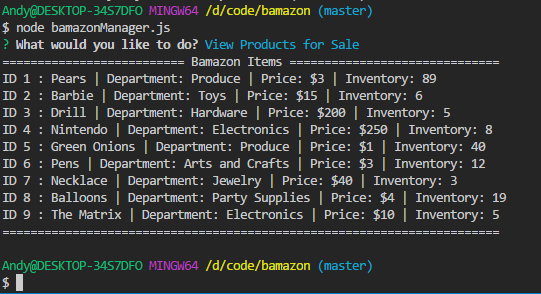 Andy@DESKTOP-34S7DFO MINGW64 /d/code/bamazon (master)
$ node bamazonManager.js
? What would you like to do? View Products for Sale
========================== Bamazon Items ==============================
ID 1 : Pears | Department: Produce | Price: $3 | Inventory: 89
ID 2 : Barbie | Department: Toys | Price: $15 | Inventory: 6
ID 3 : Drill | Department: Hardware | Price: $200 | Inventory: 5
ID 4 : Nintendo | Department: Electronics | Price: $250 | Inventory: 8
ID 5 : Green Onions | Department: Produce | Price: $1 | Inventory: 40
ID 6 : Pens | Department: Arts and Crafts | Price: $3 | Inventory: 12
ID 7 : Necklace | Department: Jewelry | Price: $40 | Inventory: 3
ID 8 : Balloons | Department: Party Supplies | Price: $4 | Inventory: 19
ID 9 : The Matrix | Department: Electronics | Price: $10 | Inventory: 5
=======================================================================
Andy@DESKTOP-34S7DFO MINGW64 /d/code/bamazon (master)
$